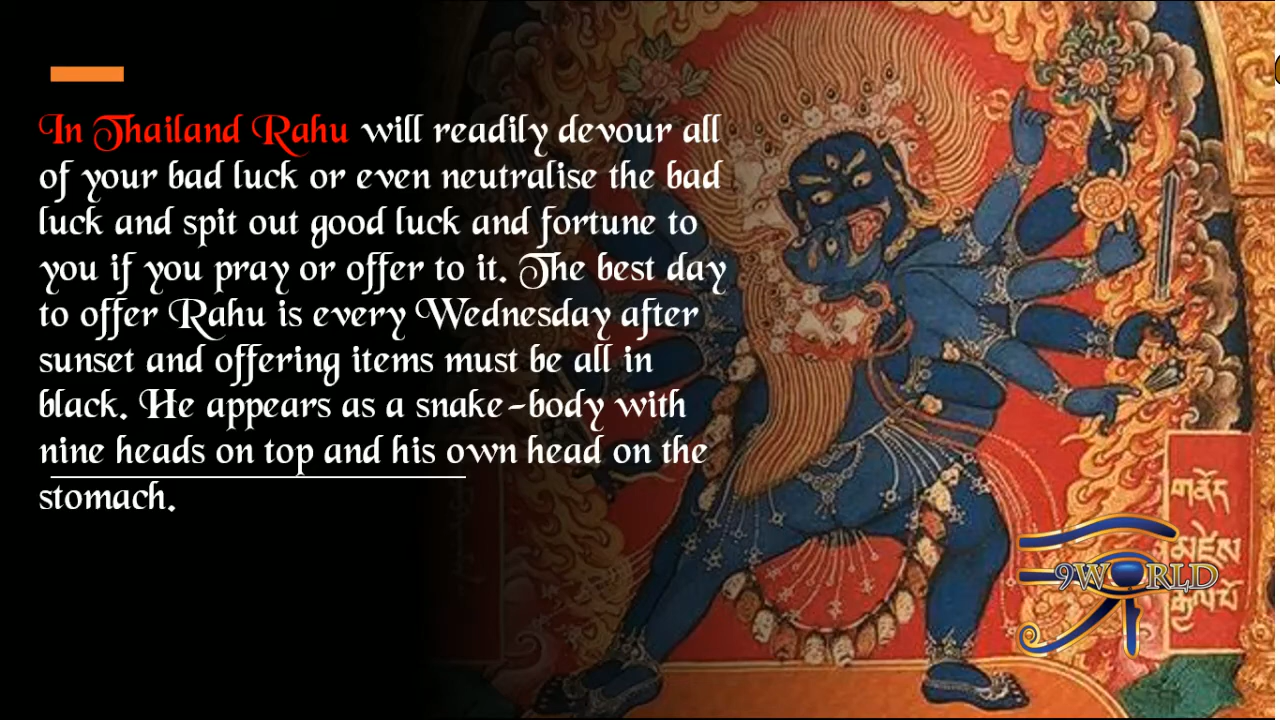 In Thailand Rahu will readily devour all
of your bad luck or even neutralise the bad
luck and spit out good luck and fortune to
you if you pray or offer to it. The best day
to offer Rahu is every Wednesday after
sunset and offering items must be all in
black. He appears as a snake-body with
nine heads on top and his own head on the
stomach.
གནོད
9WORLD